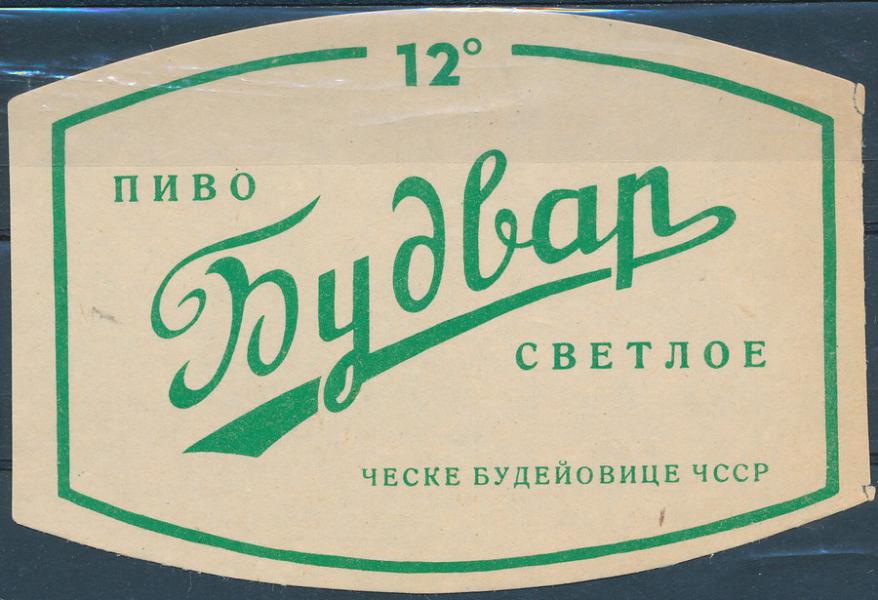 12°
ПИВО
Будвар
СВЕТЛОЕ
ЧЕСКЕ БУДЕЙОВИЦЕ ЧССР